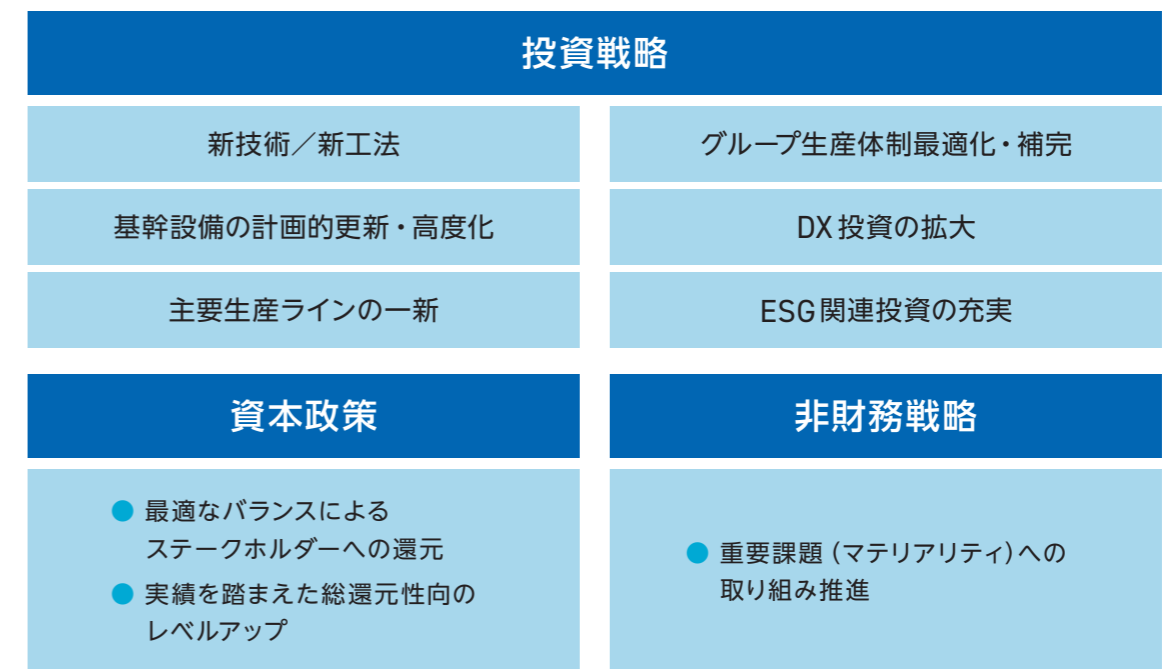 投資戦略
新技術／新工法
グループ生産体制最適化・補完
基幹設備の計画的更新・高度化
DX投資の拡大
主要生産ラインの一新
ESG関連投資の充実
資本政策
● 最適なバランスによる
ステークホルダーへの還元
● 実績を踏まえた総還元性向の
レベルアップ
非財務戦略
● 重要課題（マテリアリティ）への
取り組み推進